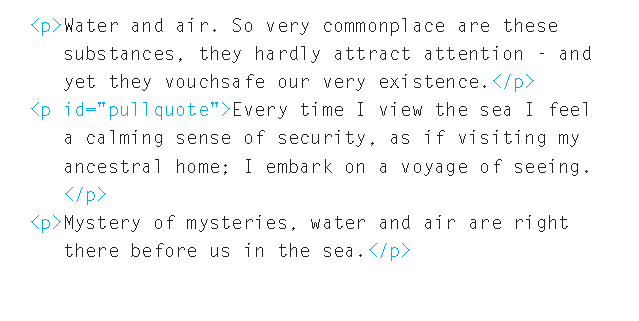 <p>Water and air. So very commonplace are these
substances, they hardly attract attention - and
yet they vouchsafe our very existence.</p>
<p id="pullquote">Every time I view the sea I feel
a calming sense of security, as if visiting my
ancestral home; I embark on a voyage of seeing.
</p>
<p>Mystery of mysteries, water and air are right
there before us in the sea.</p>